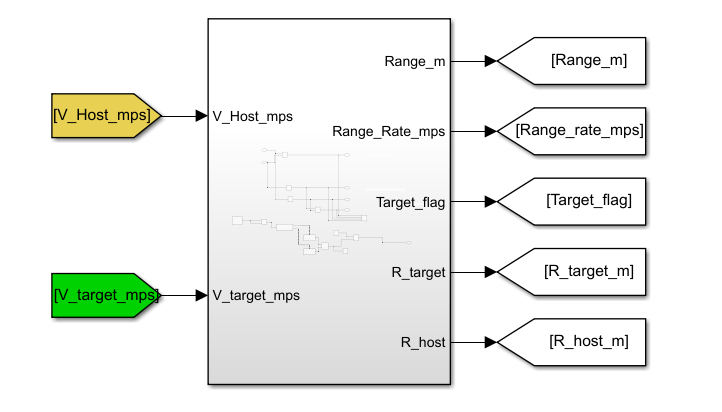 Range_m
[Range_m]
[V_Host_mps]
V_Host_mps
Range_Rate_mps
[Range_rate_mps]
Target_flag
[Target_flag]
R_target
[R_target_m]
[V_target_mps]
V_target_mps
R_host
[R_host_m]